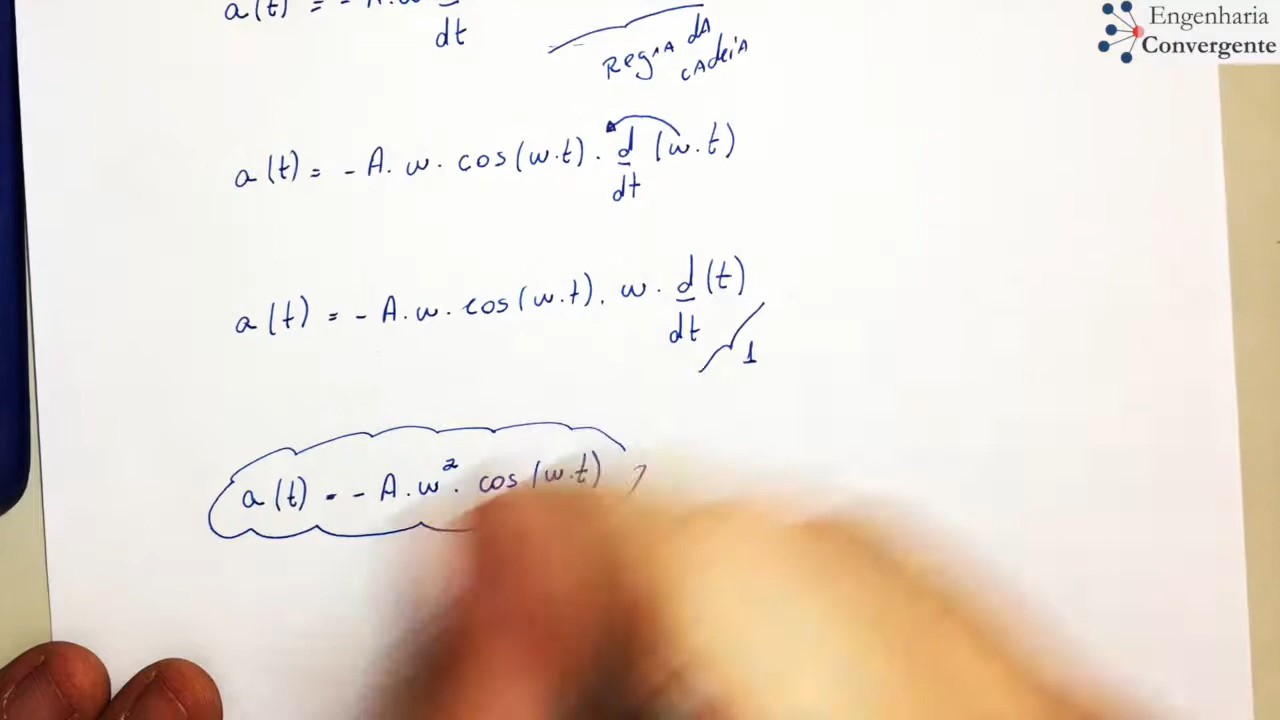 a(t) = - A.w
dt
Engenharia
Convergente
Regra da
cadeia
a(t) = - A. w. cos(w.t) . d (w.t)
dt
a(t) = - A.w. cos(w.t). w. d (t)
dt
1
a(t) = - A.w². cos(w.t)